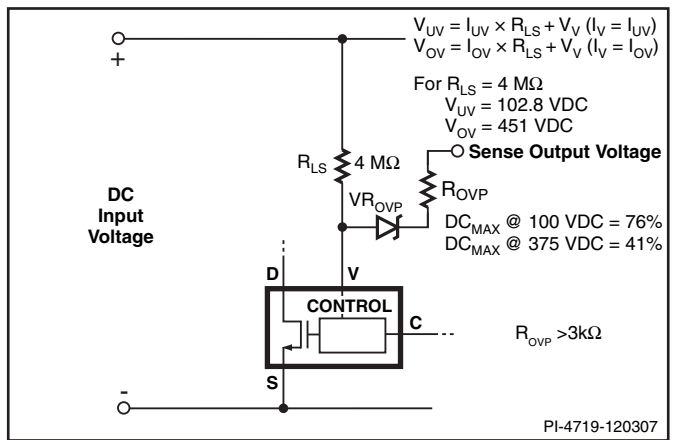 V_UV = I_UV × R_LS + V_V (I_V = I_UV)
V_OV = I_OV × R_LS + V_V (I_V = I_OV)
+
For R_LS = 4 MΩ
V_UV = 102.8 VDC
V_OV = 451 VDC
Sense Output Voltage
R_LS
4 MΩ
R_OVP
VR_OVP
DC
Input
Voltage
DC_MAX @ 100 VDC = 76%
DC_MAX @ 375 VDC = 41%
D
V
CONTROL
C
R_OVP >3kΩ
S
-
PI-4719-120307